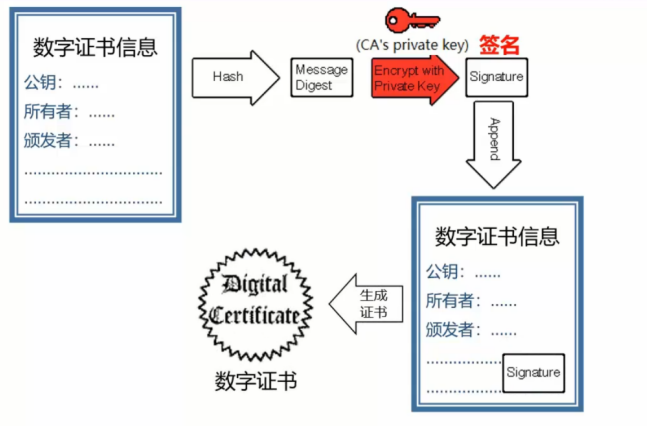 数字证书信息
公钥：......
所有者：......
颁发者：......
................................
................................
Hash
Message
Digest
(CA's private key)
Encrypt with
Private Key
签名
Signature
Append
数字证书信息
公钥：......
所有者：......
颁发者：......
..................
..................
Signature
生成
证书
Digital
Certificate
数字证书